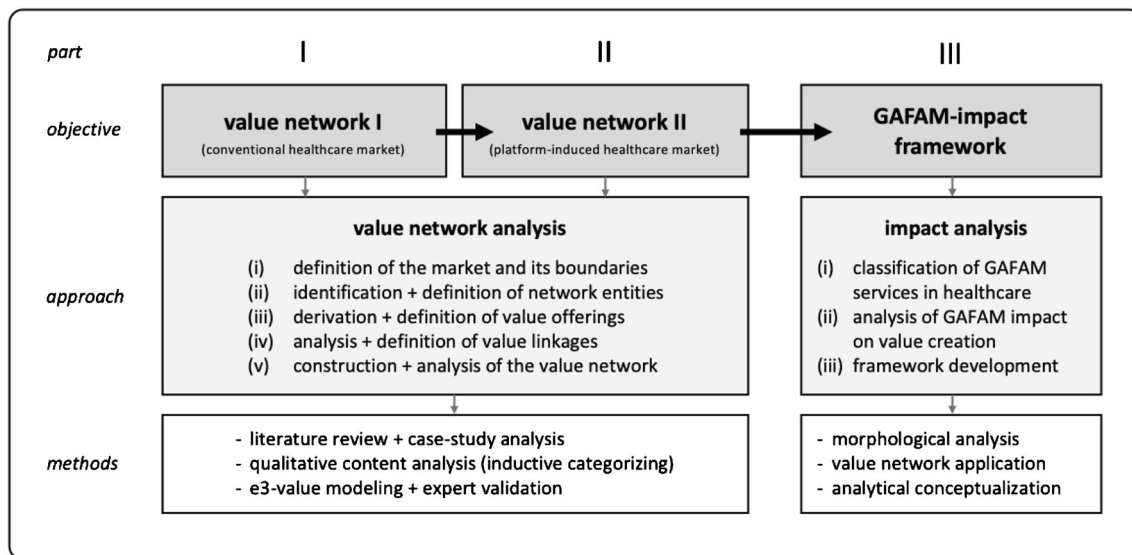 part
I
II
III
objective
value network I
(conventional healthcare market)
value network II
(platform-induced healthcare market)
GAFAM-impact
framework
approach
value network analysis
(i) definition of the market and its boundaries
(ii) identification + definition of network entities
(iii) derivation + definition of value offerings
(iv) analysis + definition of value linkages
(v) construction + analysis of the value network
impact analysis
(i) classification of GAFAM
services in healthcare
(ii) analysis of GAFAM impact
on value creation
(iii) framework development
methods
- literature review + case-study analysis
- qualitative content analysis (inductive categorizing)
- e3-value modeling + expert validation
- morphological analysis
- value network application
- analytical conceptualization